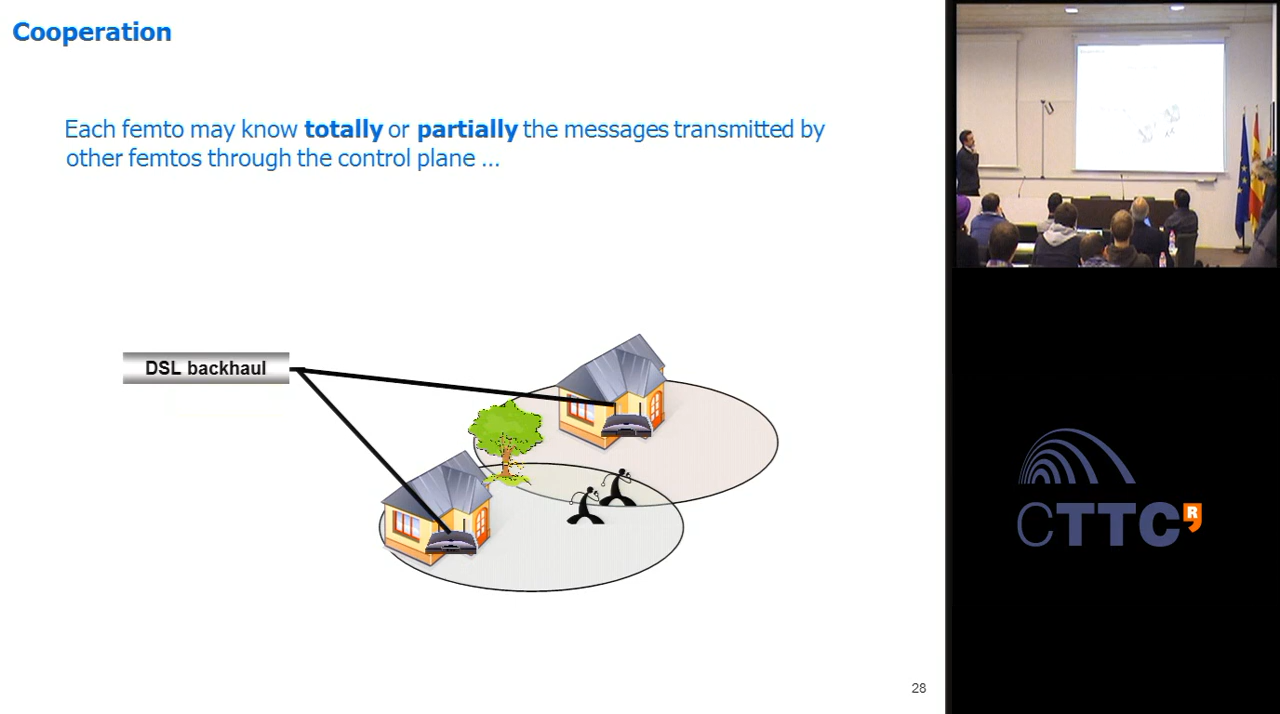 Cooperation
Each femto may know totally or partially the messages transmitted by
other femtos through the control plane ...
DSL backhaul
28
CTTC
R